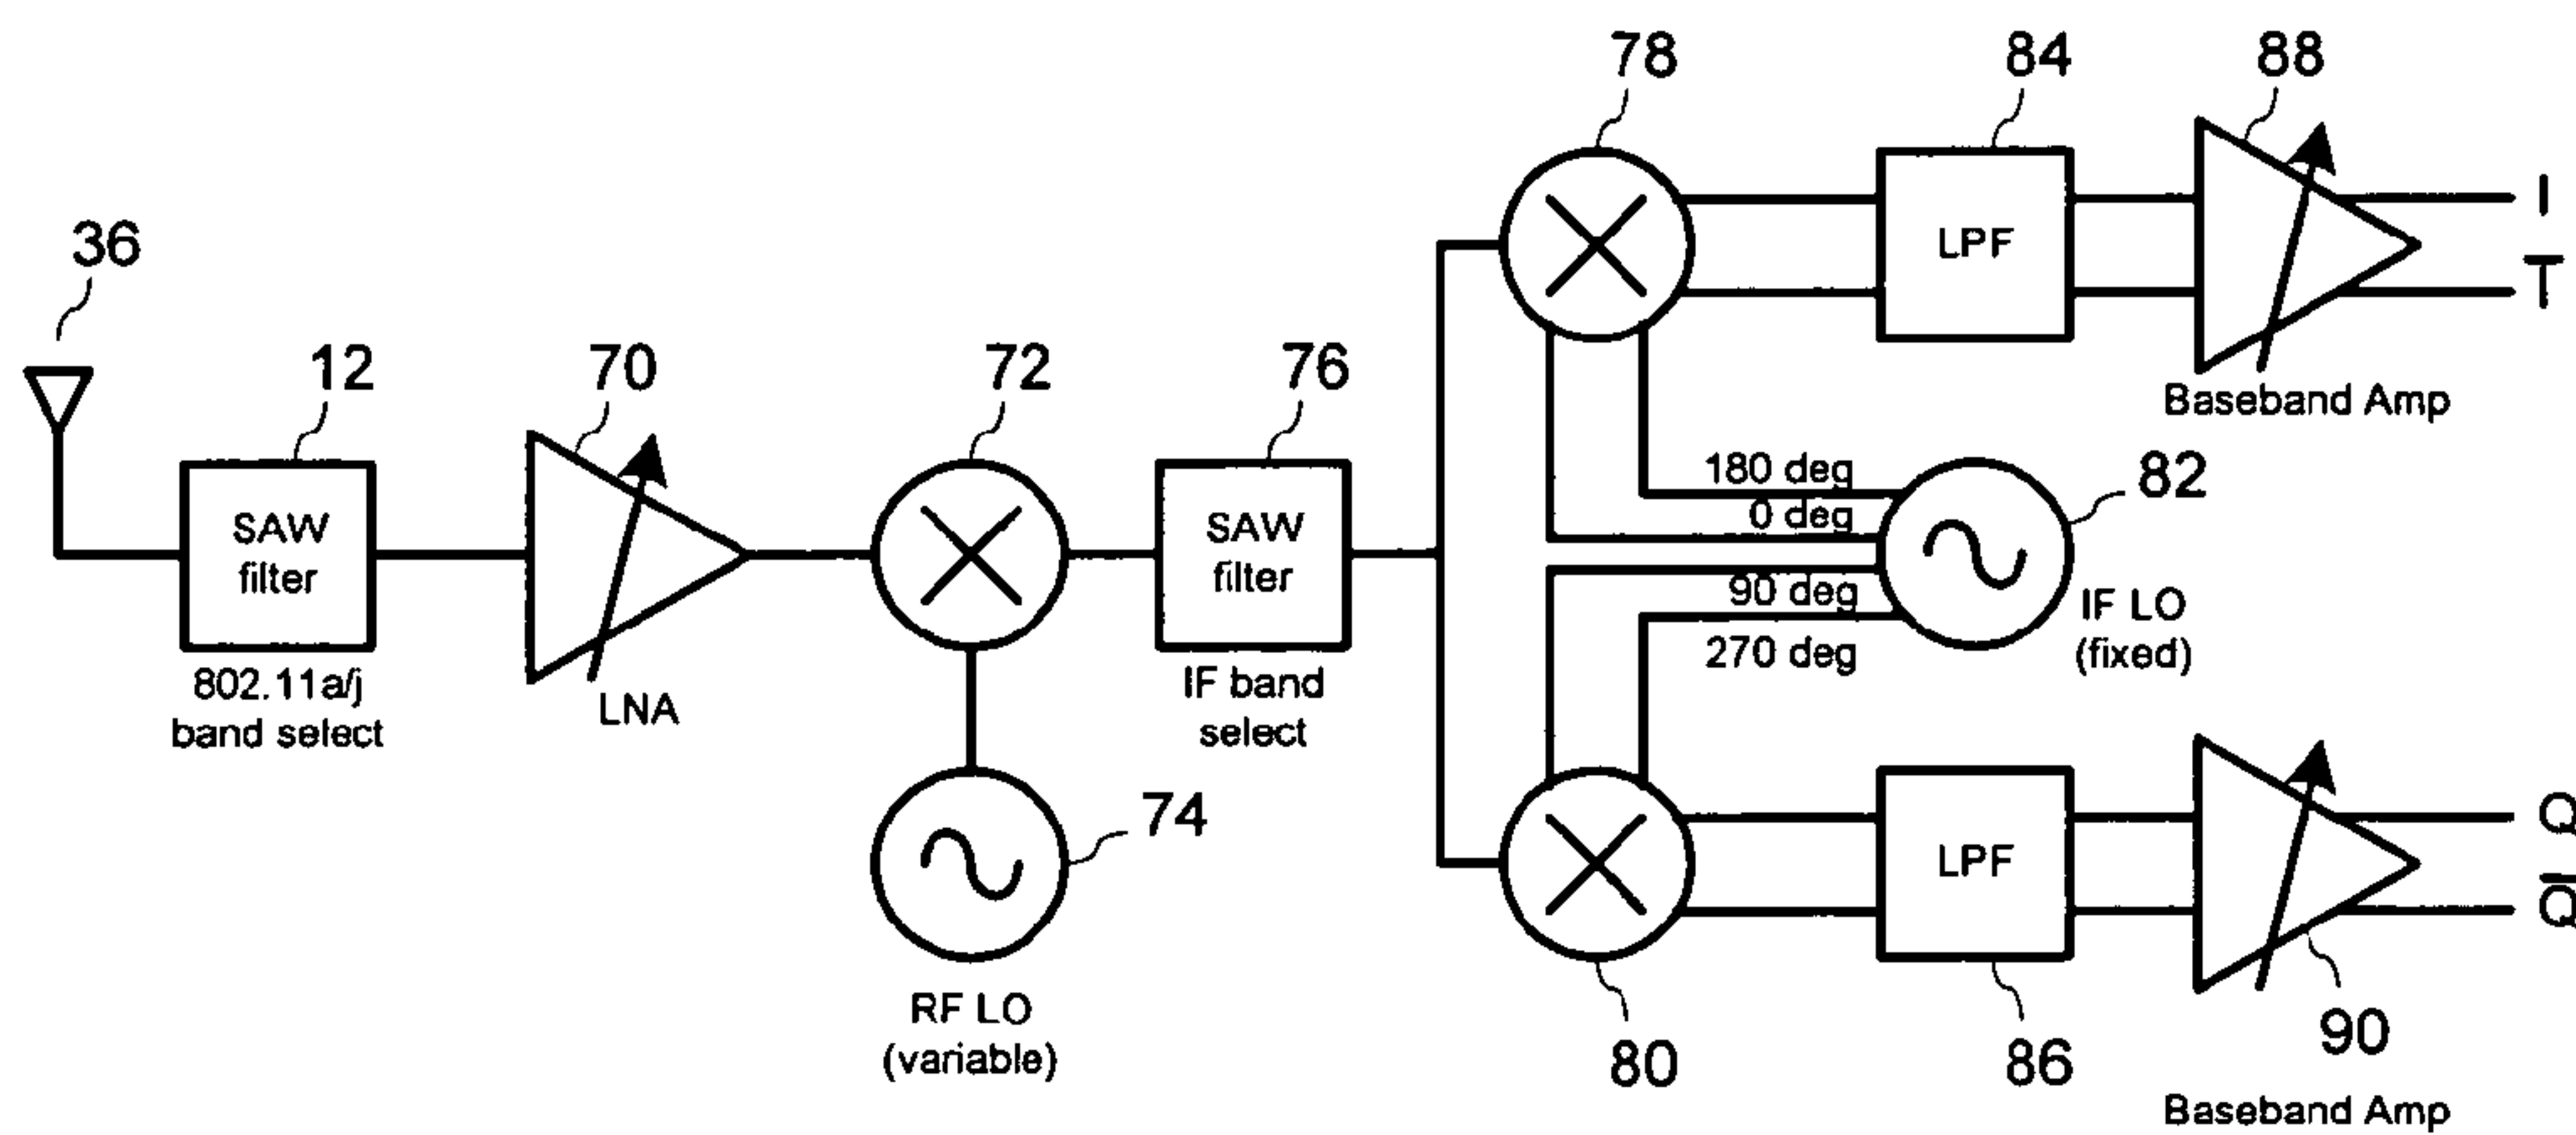 78
84
88
I
LPF
T̅
36
12
70
72
76
Baseband Amp
180 deg
82
0 deg
SAW
filter
SAW
filter
90 deg
IF LO
(fixed)
270 deg
802.11a/j
band select
LNA
IF band
select
74
Q
LPF
Q̅
RF LO
(variable)
80
86
90
Baseband Amp